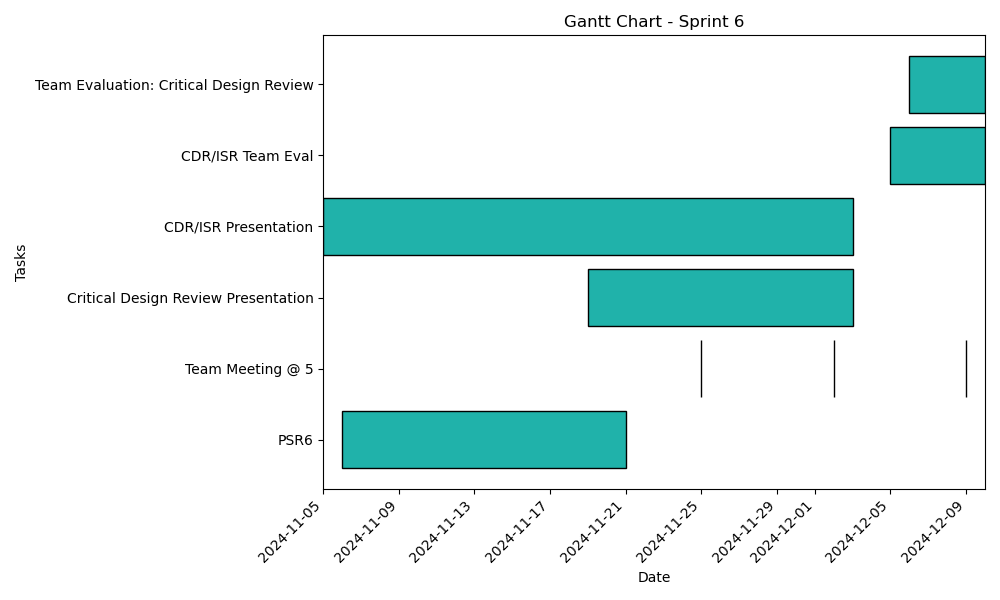 Gantt Chart - Sprint 6
Team Evaluation: Critical Design Review
CDR/ISR Team Eval
CDR/ISR Presentation
Critical Design Review Presentation
Team Meeting @ 5
PSR6
Tasks
2024-11-05
2024-11-09
2024-11-13
2024-11-17
2024-11-21
2024-11-25
2024-11-29
2024-12-01
2024-12-05
2024-12-09
Date